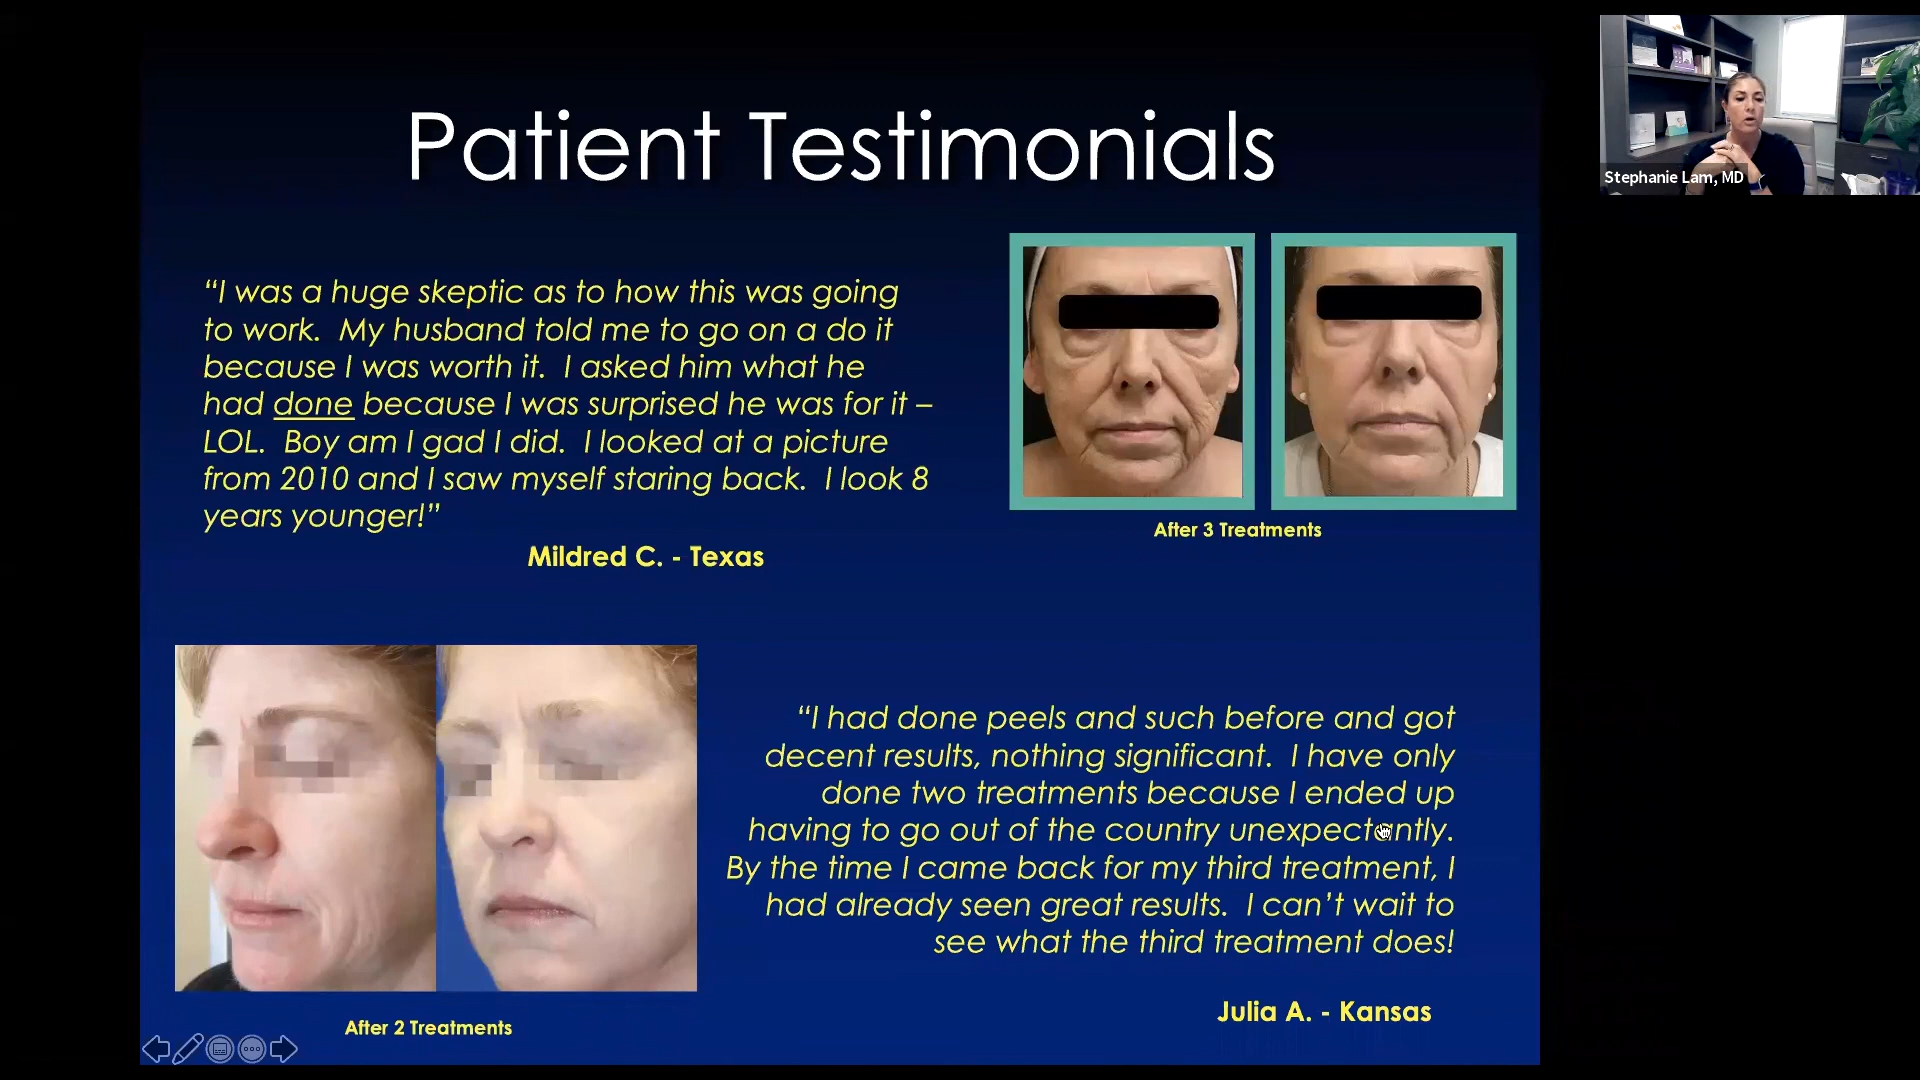 Patient Testimonials
Stephanie Lam, MD
“I was a huge skeptic as to how this was going
to work.  My husband told me to go on a do it
because I was worth it.  I asked him what he
had done because I was surprised he was for it –
LOL.  Boy am I gad I did.  I looked at a picture
from 2010 and I saw myself staring back.  I look 8
years younger!”
Mildred C. - Texas
After 3 Treatments
“I had done peels and such before and got
decent results, nothing significant.  I have only
done two treatments because I ended up
having to go out of the country unexpectantly.
By the time I came back for my third treatment, I
had already seen great results.  I can’t wait to
see what the third treatment does!
Julia A. - Kansas
After 2 Treatments